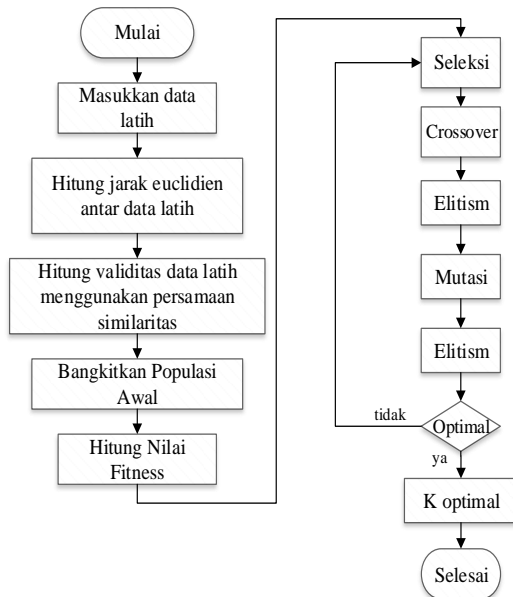 Mulai
Masukkan data
latih
Hitung jarak euclidien
antar data latih
Hitung validitas data latih
menggunakan persamaan
similaritas
Bangkitkan Populasi
Awal
Hitung Nilai
Fitness
Seleksi
Crossover
Elitism
Mutasi
Elitism
Optimal
tidak
ya
K optimal
Selesai